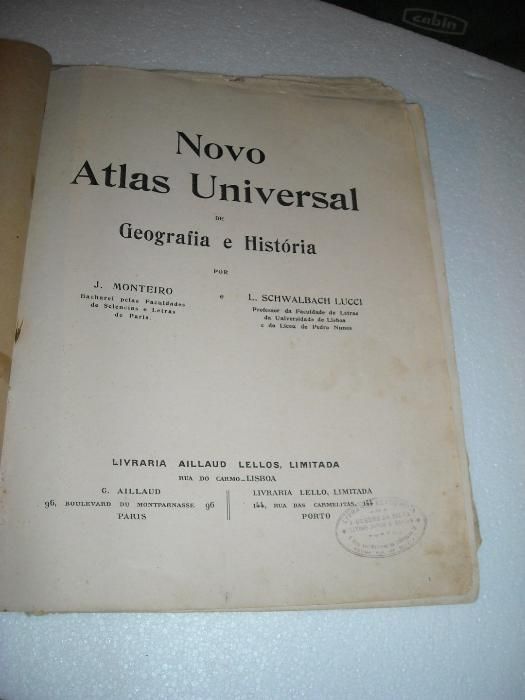 cabin
Novo
Atlas Universal
DE
Geografia e História
POR
J. MONTEIRO
Bacharel pelas Faculdades
de Sciencias e Letras
de Paris.
e
L. SCHWALBACH LUCCI
Professor da Faculdade de Letras
da Universidade de Lisboa
e do Liceu de Pedro Nunes
LIVRARIA AILLAUD LELLOS, LIMITADA
RUA DO CARMO_LISBOA
G. AILLAUD
96, BOULEVARD DU MONTPARNASSE 96
PARIS
LIVRARIA LELLO, LIMITADA
144, RUA DAS CARMELITAS, 144
PORTO